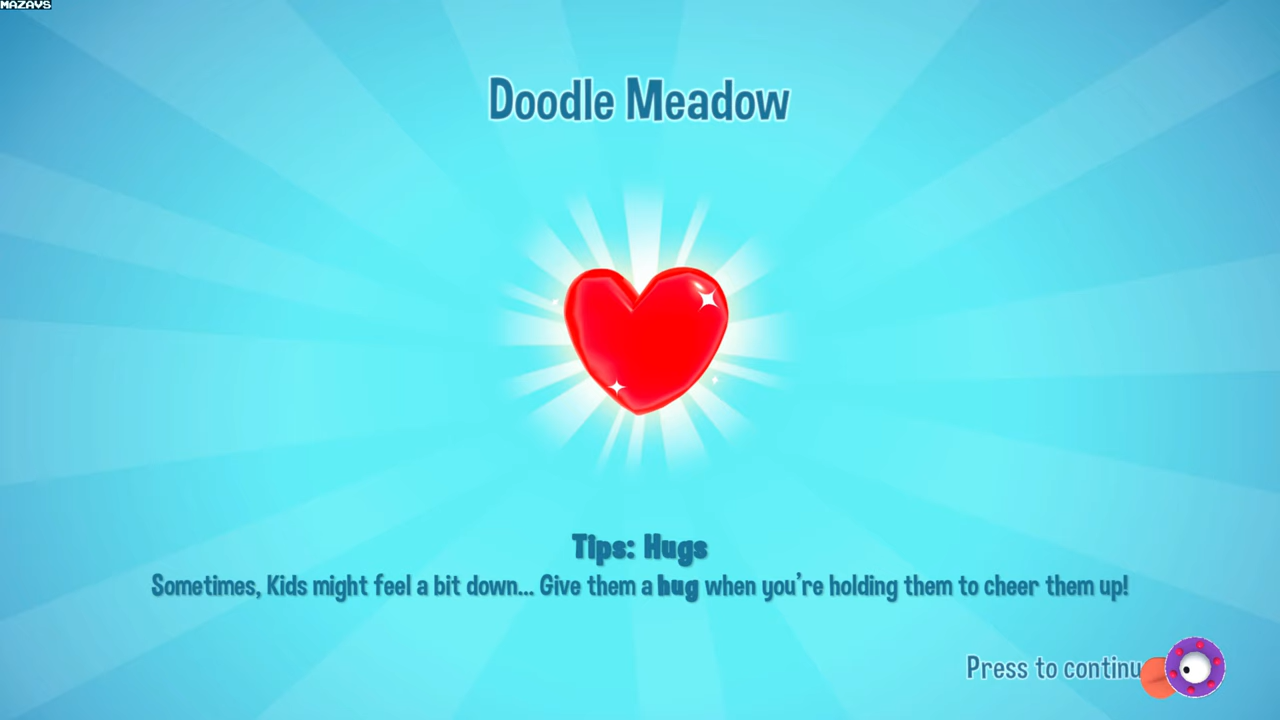 MAZAVS
Doodle Meadow
Tips: Hugs
Sometimes, Kids might feel a bit down... Give them a hug when you're holding them to cheer them up!
Press to continu